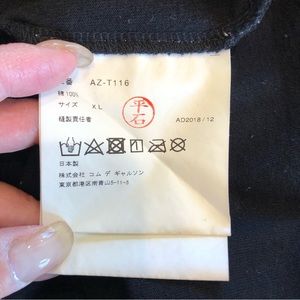 品番 AZ-T116
綿100%
サイズ XL
縫製責任者 平石 AD2018/12
日本製
株式会社 コム デ ギャルソン
東京都港区南青山5-11-5